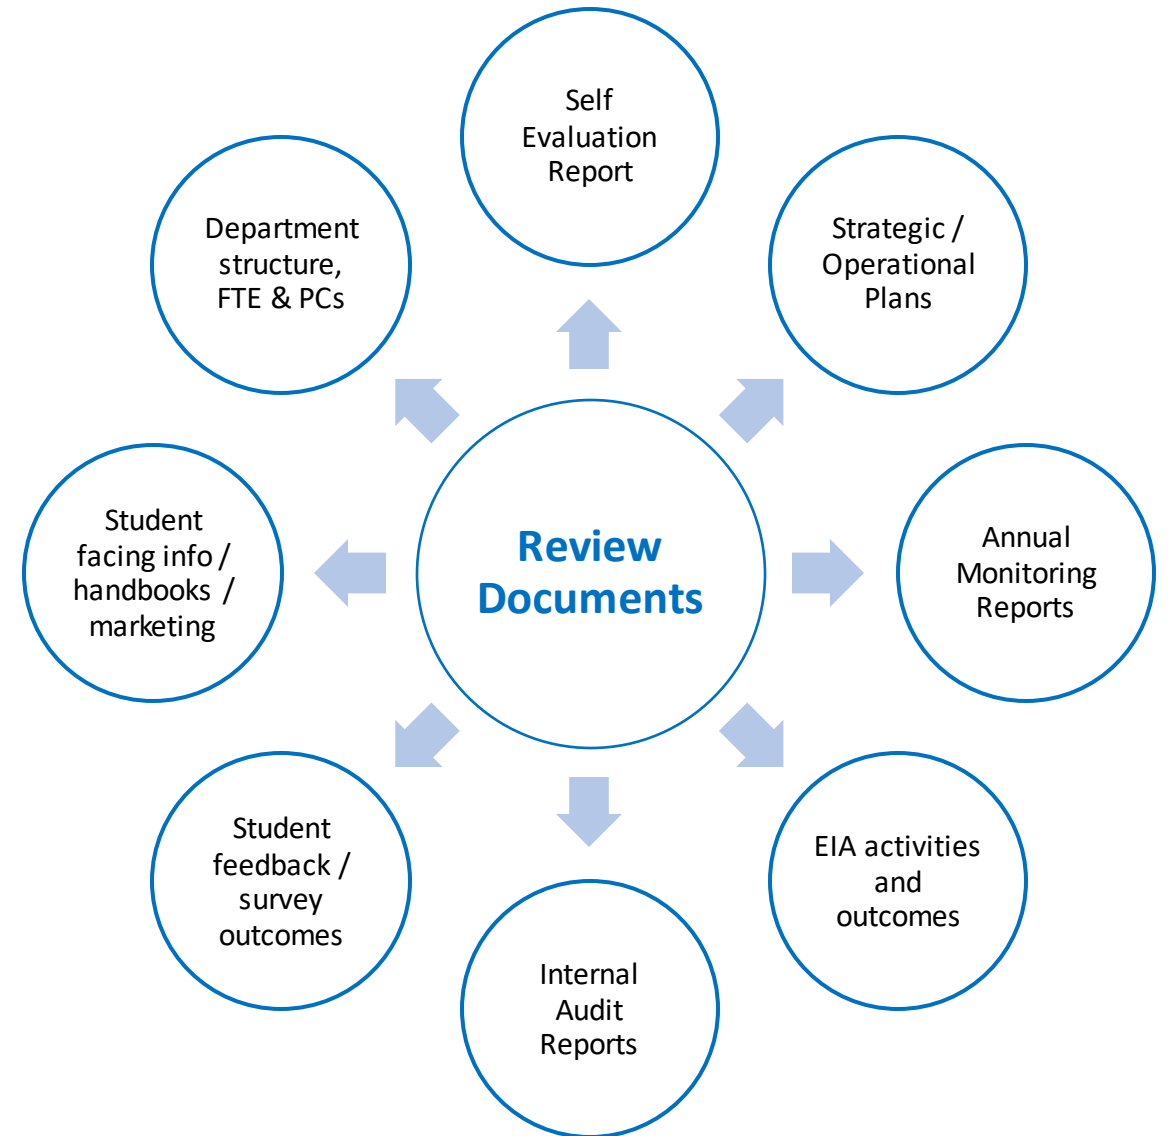 Self
Evaluation
Report
Strategic /
Operational
Plans
Annual
Monitoring
Reports
EIA activities
and
outcomes
Internal
Audit
Reports
Student
feedback /
survey
outcomes
Student
facing info /
handbooks /
marketing
Department
structure,
FTE & PCs
Review
Documents